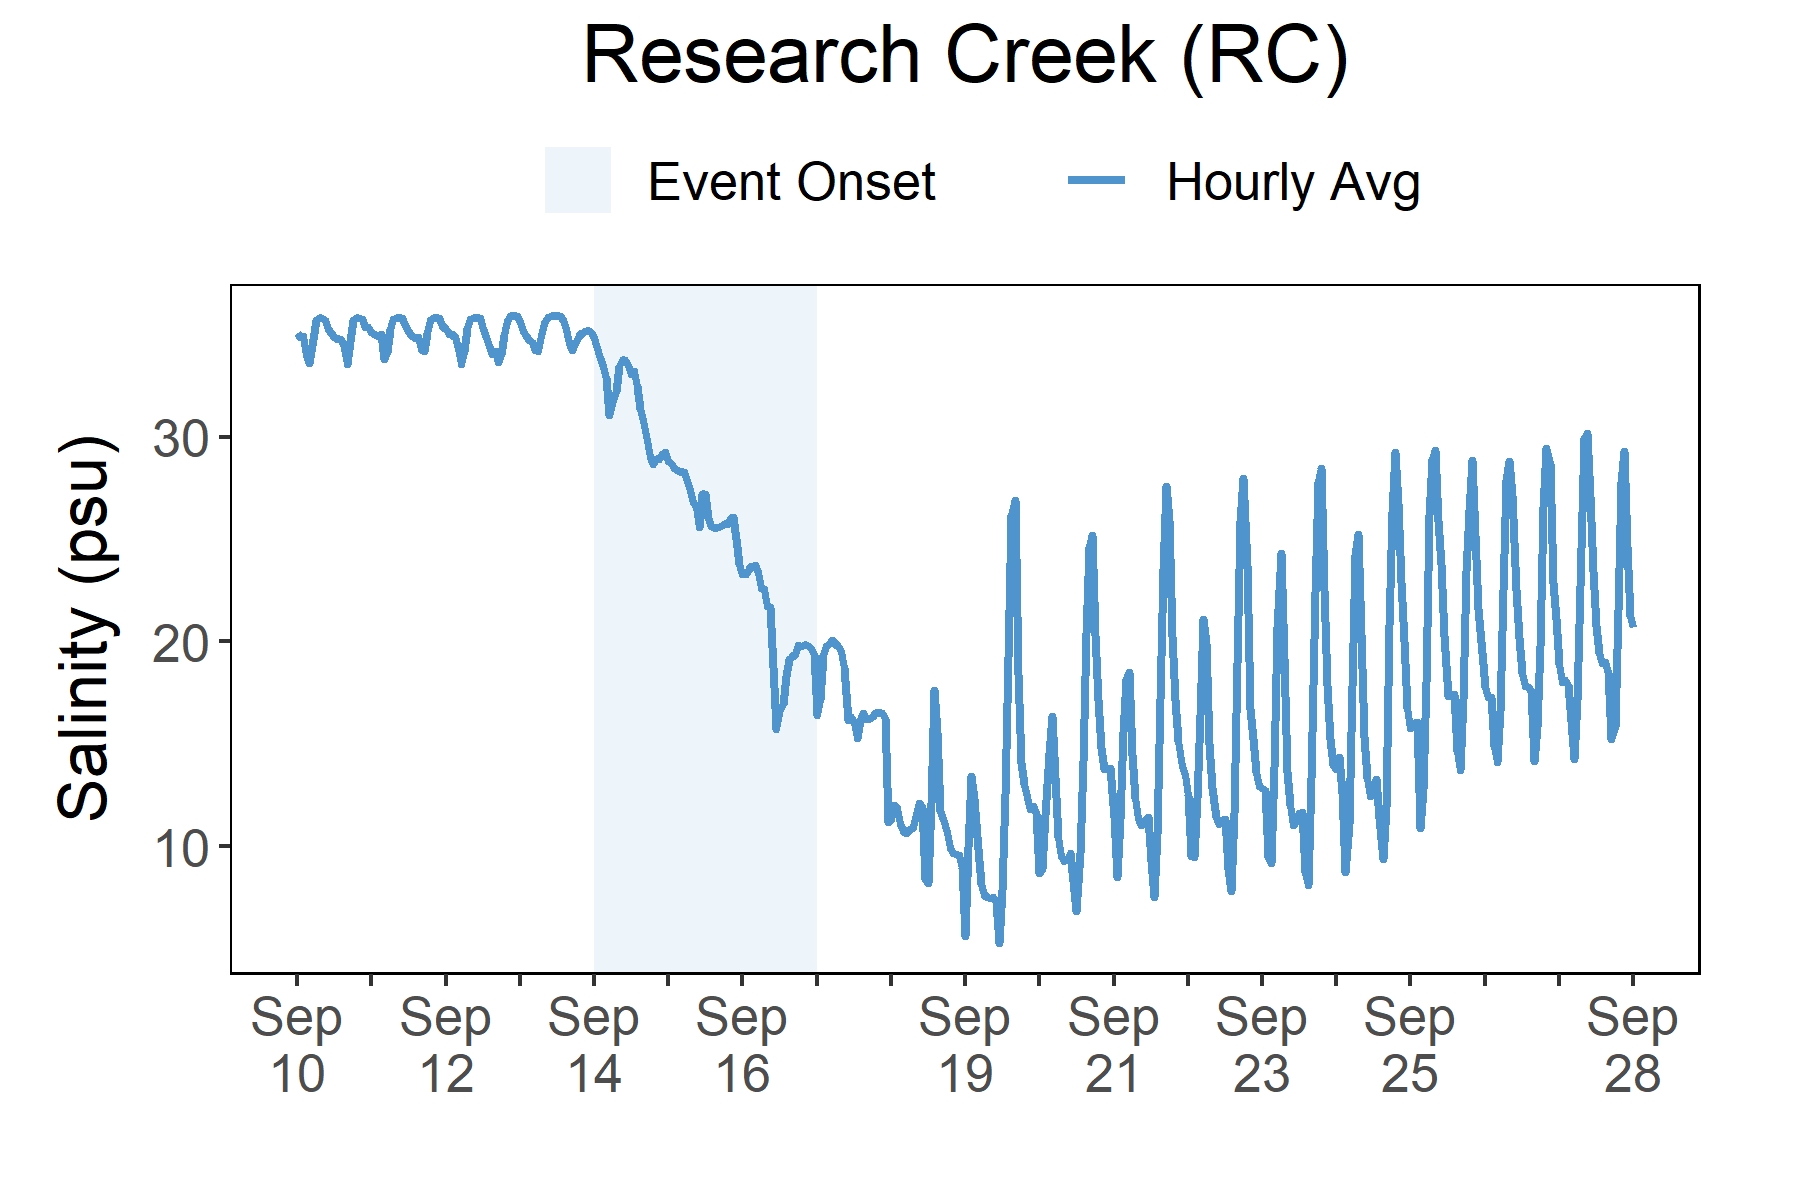 Research Creek (RC)
Event Onset Hourly Avg
Salinity (psu)
30
20
10
Sep Sep Sep Sep Sep Sep Sep Sep Sep
10 12 14 16 19 21 23 25 28